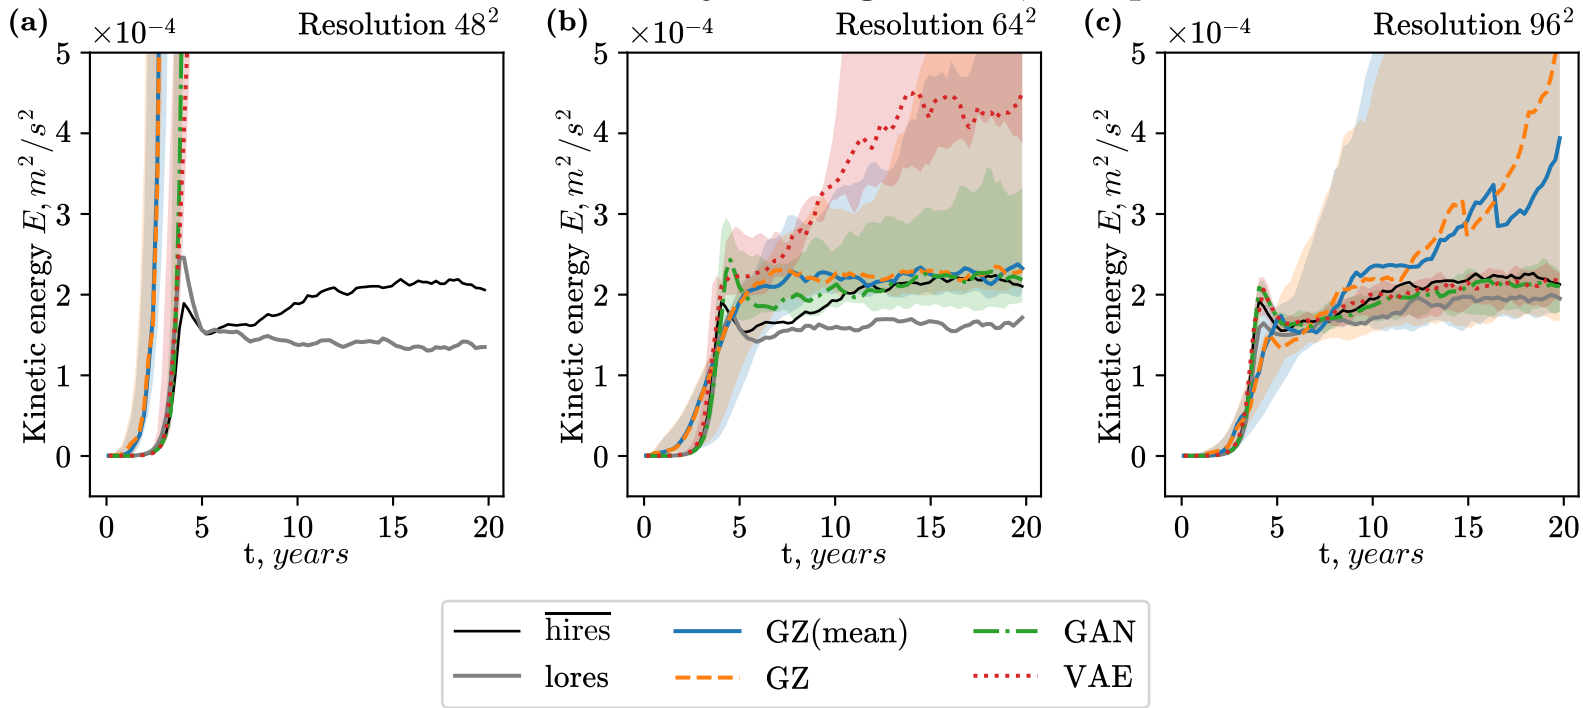 (a)
×10⁻⁴
Resolution 48²
5
4
3
2
1
0
Kinetic energy E, m²/s²
0 5 10 15 20
t, years
(b)
×10⁻⁴
Resolution 64²
5
4
3
2
1
0
Kinetic energy E, m²/s²
0 5 10 15 20
t, years
(c)
×10⁻⁴
Resolution 96²
5
4
3
2
1
0
Kinetic energy E, m²/s²
0 5 10 15 20
t, years
hires
lores
GZ(mean)
GZ
GAN
VAE